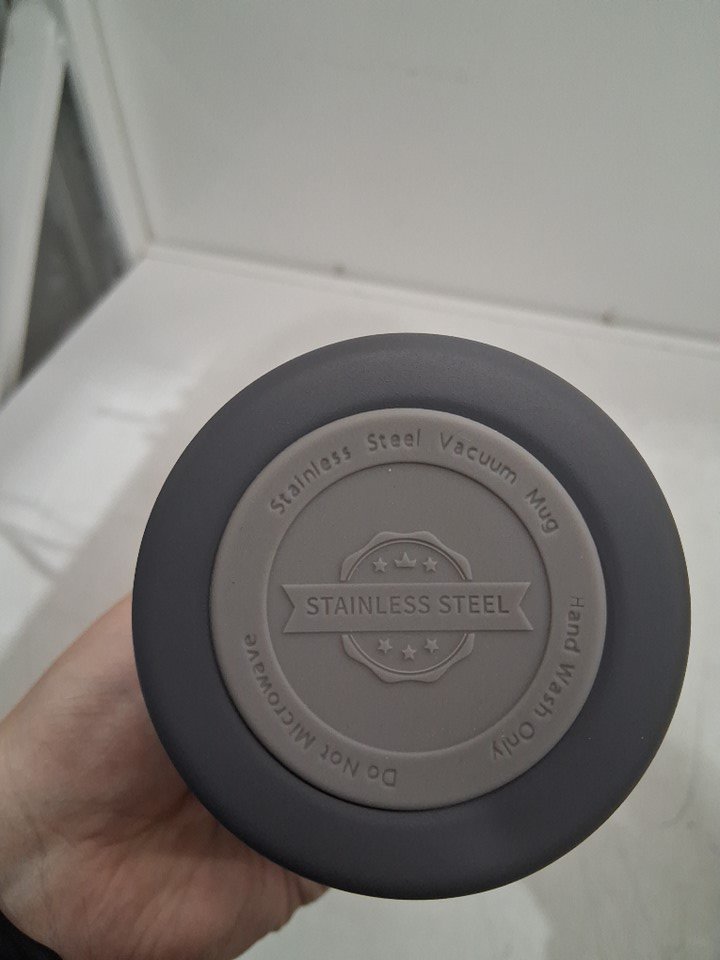 Stainless Steel Vacuum Mug
Hand Wash Only
Do Not Microwave
STAINLESS STEEL